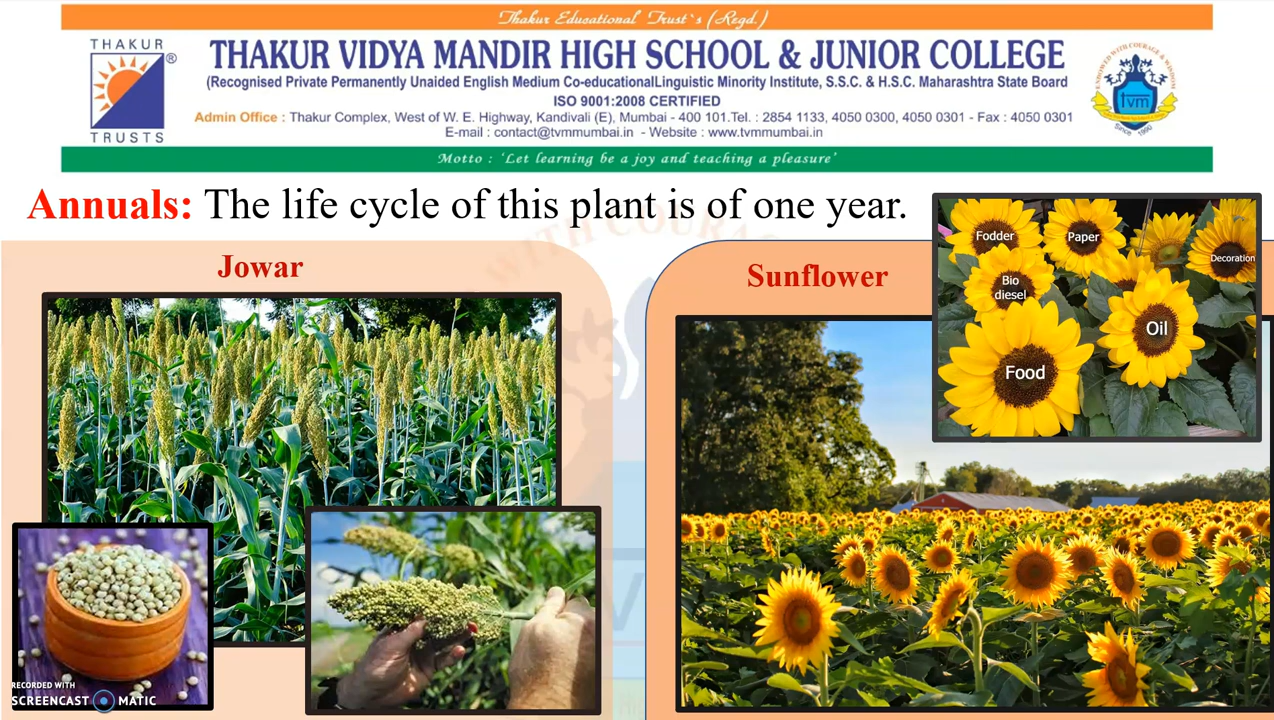 Thakur Educational Trust`s (Regd.)
THAKUR
®
TRUSTS
THAKUR VIDYA MANDIR HIGH SCHOOL & JUNIOR COLLEGE
(Recognised Private Permanently Unaided English Medium Co-educationalLinguistic Minority Institute, S.S.C. & H.S.C. Maharashtra State Board
ISO 9001:2008 CERTIFIED
Admin Office : Thakur Complex, West of W. E. Highway, Kandivali (E), Mumbai - 400 101.Tel. : 2854 1133, 4050 0300, 4050 0301 - Fax : 4050 0301
E-mail : contact@tvmmumbai.in - Website : www.tvmmumbai.in
tvm
Since 1990
Motto : 'Let learning be a joy and teaching a pleasure'
Annuals: The life cycle of this plant is of one year.
WITH COURAGE
Jowar
Sunflower
Fodder
Paper
Decoration
Bio
diesel
Oil
Food
RECORDED WITH
SCREENCAST MATIC